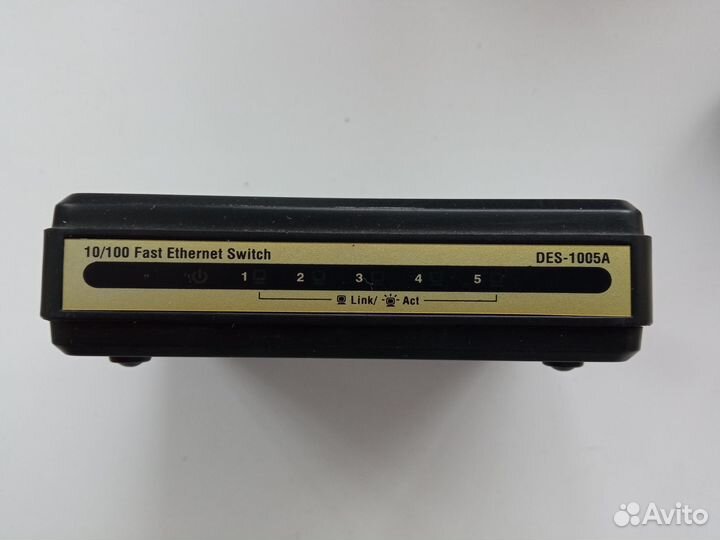 10/100 Fast Ethernet Switch DES-1005A
1 2 3 4 5
Link/ Act
Avito